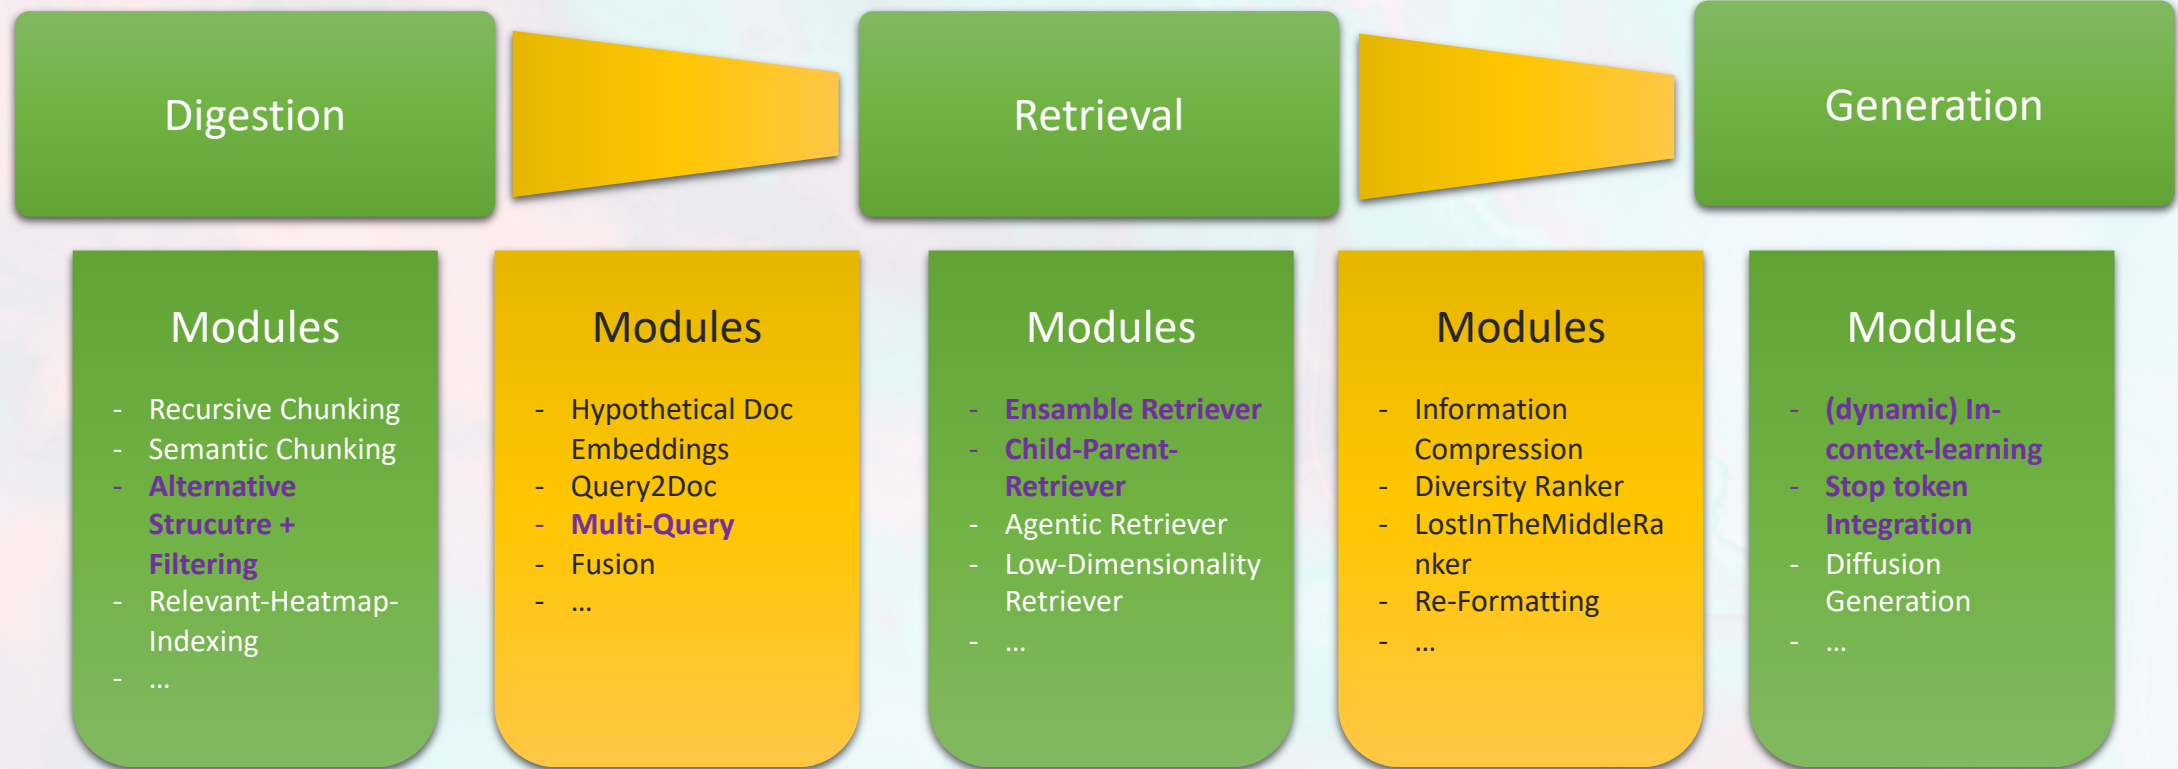 Digestion
Retrieval
Generation
Modules
- Recursive Chunking
- Semantic Chunking
- Alternative
Strucutre +
Filtering
- Relevant-Heatmap-
Indexing
- ...
Modules
- Hypothetical Doc
Embeddings
- Query2Doc
- Multi-Query
- Fusion
- ...
Modules
- Ensamble Retriever
- Child-Parent-
Retriever
- Agentic Retriever
- Low-Dimensionality
Retriever
- ...
Modules
- Information
Compression
- Diversity Ranker
- LostInTheMiddleRa
nker
- Re-Formatting
- ...
Modules
- (dynamic) In-
context-learning
- Stop token
Integration
- Diffusion
Generation
- ...